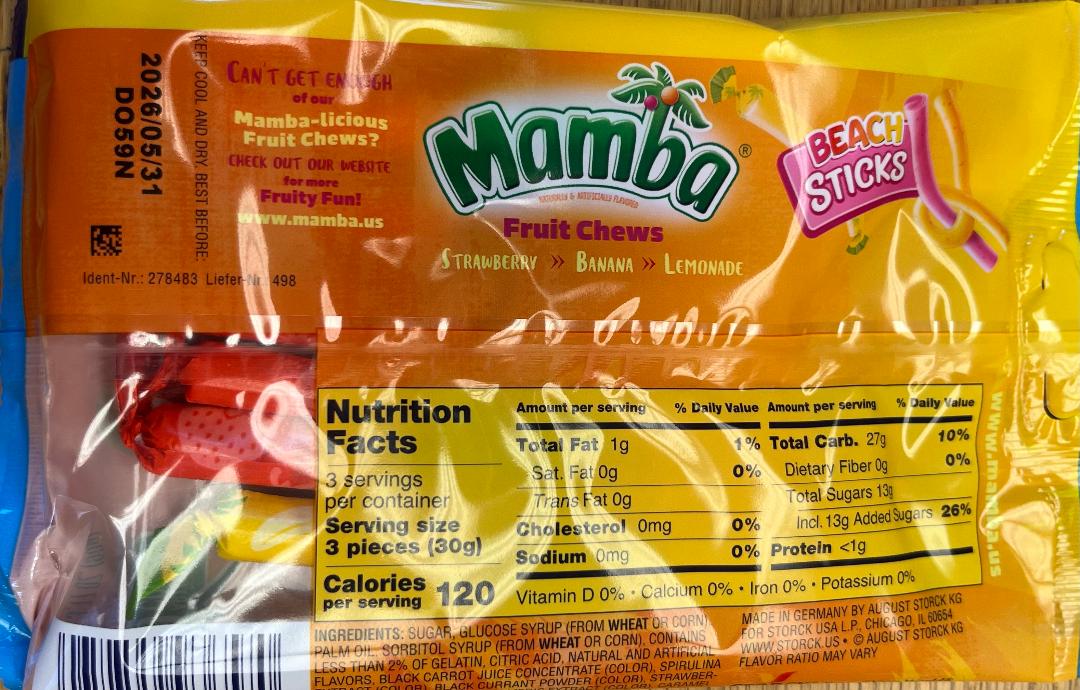 2026/05/31
DO59N
KEEP COOL AND DRY. BEST BEFORE:
Ident-Nr.: 278483 Liefer-Nr. 498
CAN'T GET ENOUGH
of our
Mamba-licious
Fruit Chews?
CHECK OUT OUR WEBSITE
for more
Fruity Fun!
www.mamba.us
Mamba®
NATURALLY & ARTIFICIALLY FLAVORED
Fruit Chews
STRAWBERRY » BANANA » LEMONADE
BEACH
STICKS
Nutrition
Facts
3 servings
per container
Serving size
3 pieces (30g)
Calories
per serving 120
Amount per serving % Daily Value
Total Fat 1g 1%
Sat. Fat 0g 0%
Trans Fat 0g
Cholesterol 0mg 0%
Sodium 0mg 0%
Amount per serving % Daily Value
Total Carb. 27g 10%
Dietary Fiber 0g 0%
Total Sugars 13g
Incl. 13g Added Sugars 26%
Protein <1g
Vitamin D 0% • Calcium 0% • Iron 0% • Potassium 0%
www.mamba.us
INGREDIENTS: SUGAR, GLUCOSE SYRUP (FROM WHEAT OR CORN),
PALM OIL, SORBITOL SYRUP (FROM WHEAT OR CORN), CONTAINS
LESS THAN 2% OF GELATIN, CITRIC ACID, NATURAL AND ARTIFICIAL
FLAVORS, BLACK CARROT JUICE CONCENTRATE (COLOR), SPIRULINA
EXTRACT (COLOR), BLACK CURRANT POWDER (COLOR), STRAWBER-
MADE IN GERMANY BY AUGUST STORCK KG
FOR STORCK USA L.P., CHICAGO, IL 60654
WWW.STORCK.US • © AUGUST STORCK KG
FLAVOR RATIO MAY VARY